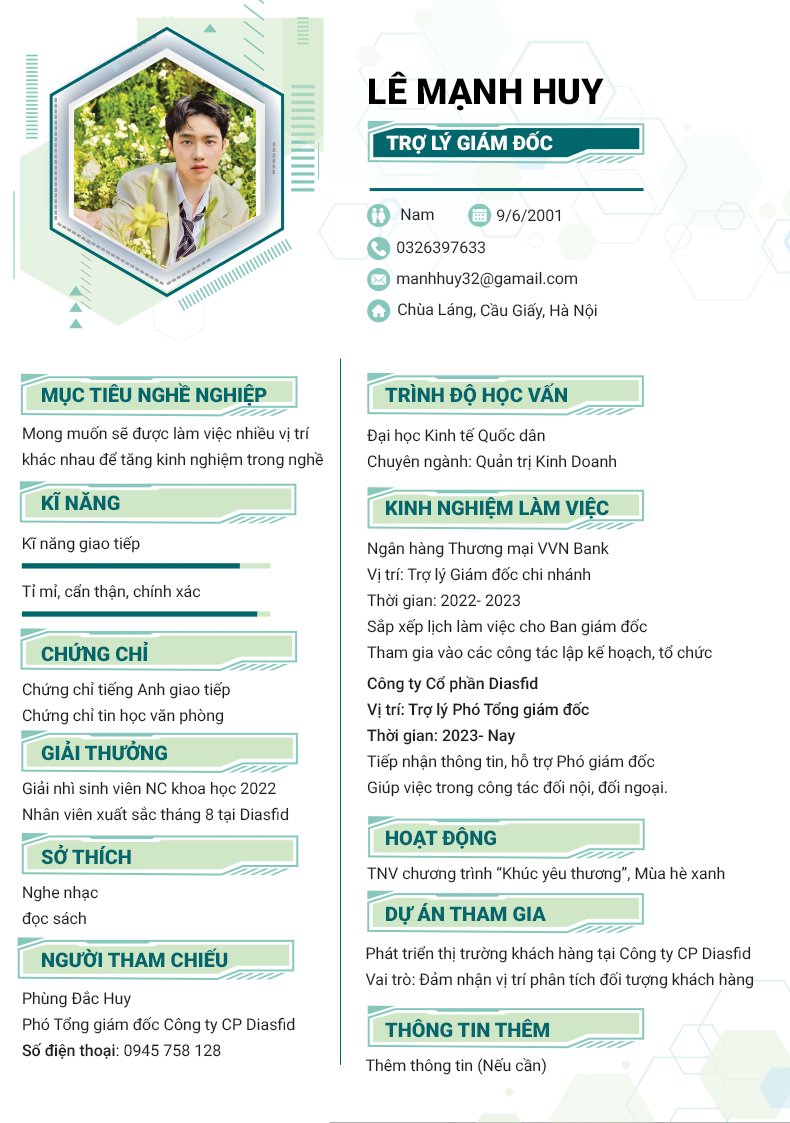 LÊ MẠNH HUY
TRỢ LÝ GIÁM ĐỐC
Nam
9/6/2001
0326397633
manhhuy32@gamail.com
Chùa Láng, Cầu Giấy, Hà Nội
MỤC TIÊU NGHỀ NGHIỆP
Mong muốn sẽ được làm việc nhiều vị trí
khác nhau để tăng kinh nghiệm trong nghề
KĨ NĂNG
Kĩ năng giao tiếp
Tỉ mỉ, cẩn thận, chính xác
CHỨNG CHỈ
Chứng chỉ tiếng Anh giao tiếp
Chứng chỉ tin học văn phòng
GIẢI THƯỞNG
Giải nhì sinh viên NC khoa học 2022
Nhân viên xuất sắc tháng 8 tại Diasfid
SỞ THÍCH
Nghe nhạc
đọc sách
NGƯỜI THAM CHIẾU
Phùng Đắc Huy
Phó Tổng giám đốc Công ty CP Diasfid
Số điện thoại: 0945 758 128
TRÌNH ĐỘ HỌC VẤN
Đại học Kinh tế Quốc dân
Chuyên ngành: Quản trị Kinh Doanh
KINH NGHIỆM LÀM VIỆC
Ngân hàng Thương mại VVN Bank
Vị trí: Trợ lý Giám đốc chi nhánh
Thời gian: 2022- 2023
Sắp xếp lịch làm việc cho Ban giám đốc
Tham gia vào các công tác lập kế hoạch, tổ chức
Công ty Cổ phần Diasfid
Vị trí: Trợ lý Phó Tổng giám đốc
Thời gian: 2023- Nay
Tiếp nhận thông tin, hỗ trợ Phó giám đốc
Giúp việc trong công tác đối nội, đối ngoại.
HOẠT ĐỘNG
TNV chương trình “Khúc yêu thương”, Mùa hè xanh
DỰ ÁN THAM GIA
Phát triển thị trường khách hàng tại Công ty CP Diasfid
Vai trò: Đảm nhận vị trí phân tích đối tượng khách hàng
THÔNG TIN THÊM
Thêm thông tin (Nếu cần)